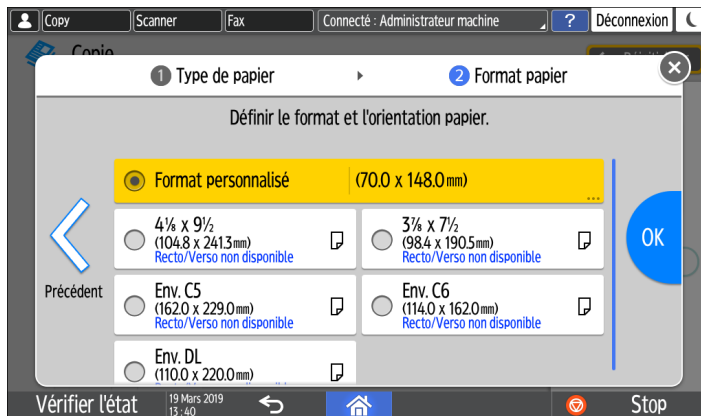 Copy
Scanner
Fax
Connecté : Administrateur machine
?
Déconnexion
Copie
1 Type de papier
2 Format papier
Définir le format et l'orientation papier.
Format personnalisé (70.0 x 148.0 mm)
...
4⅛ x 9½
(104.8 x 241.3 mm)
Recto/Verso non disponible
3⅞ x 7½
(98.4 x 190.5 mm)
Recto/Verso non disponible
Env. C5
(162.0 x 229.0 mm)
Recto/Verso non disponible
Env. C6
(114.0 x 162.0 mm)
Recto/Verso non disponible
Env. DL
(110.0 x 220.0 mm)
Précédent
OK
Vérifier l'état
19 Mars 2019
13 : 40
Stop